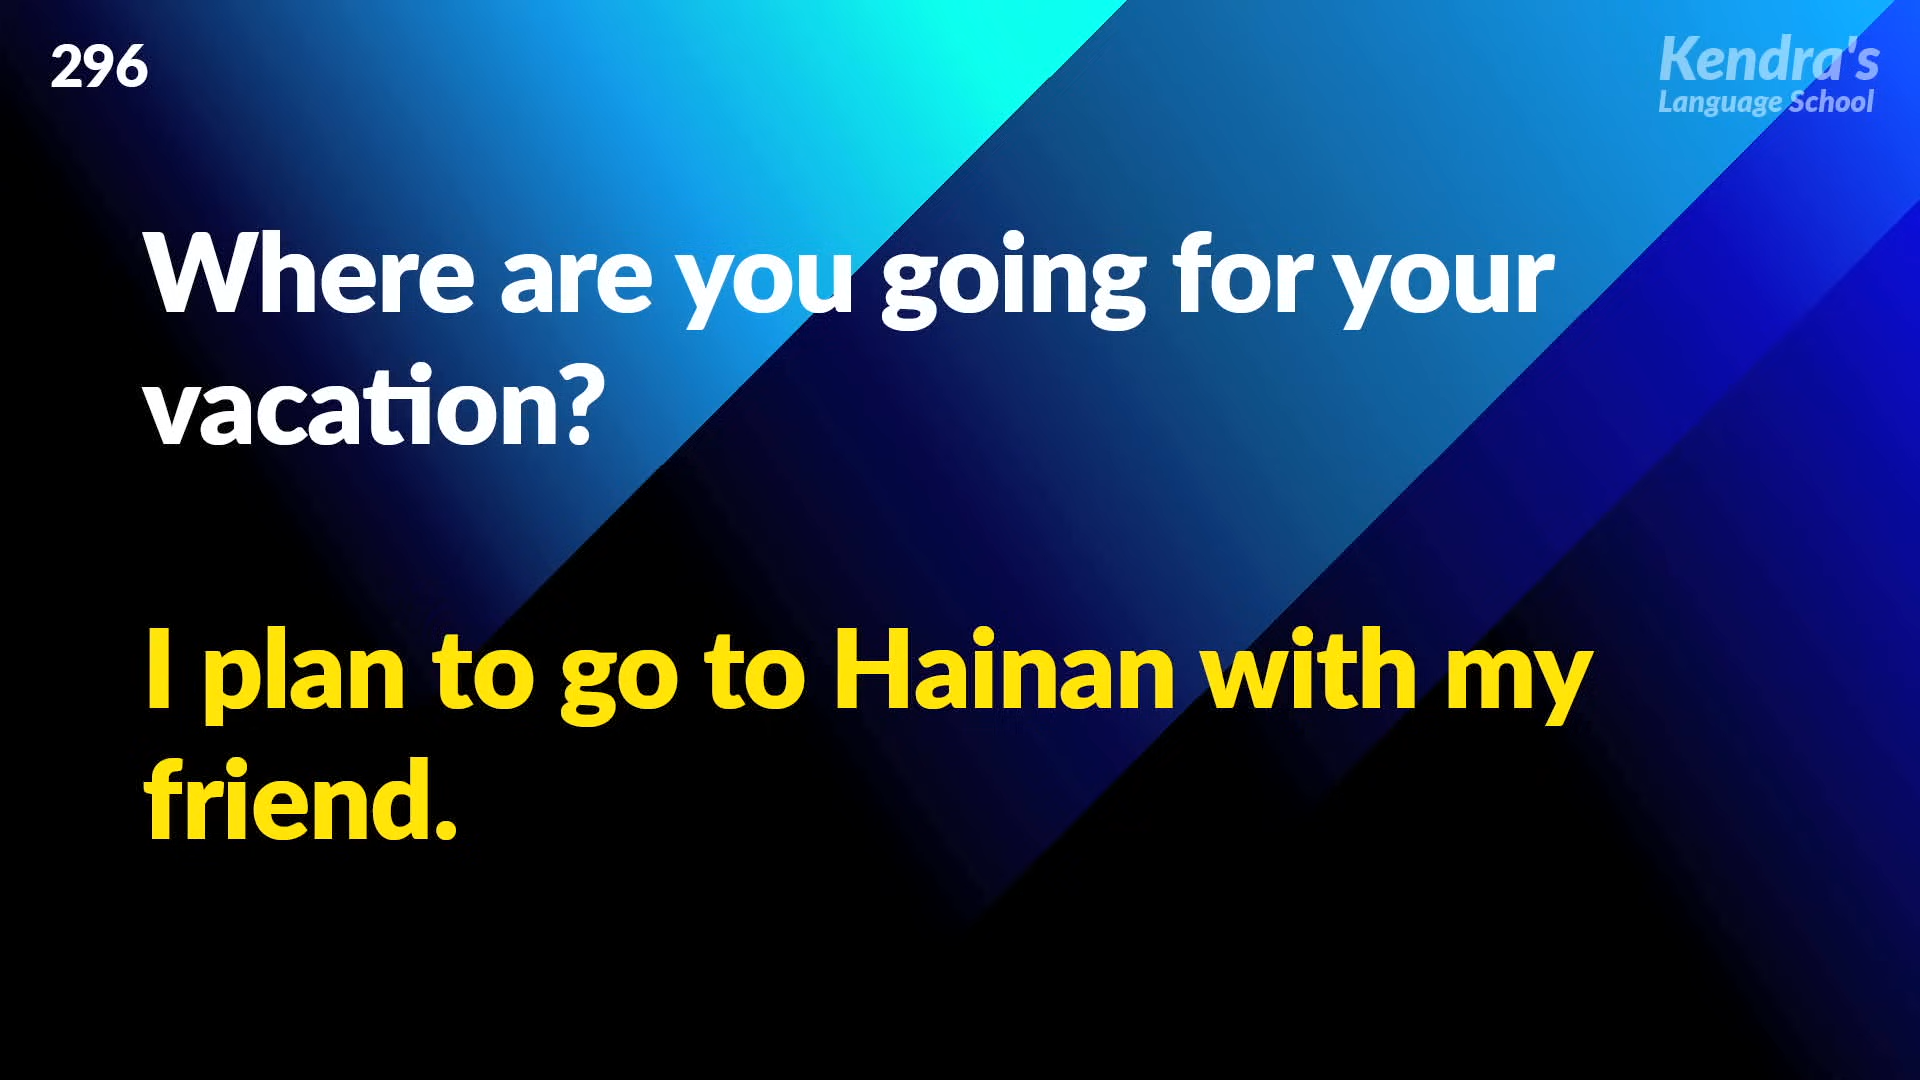 296
Kendra's
Language School
Where are you going for your
vacation?
I plan to go to Hainan with my
friend.